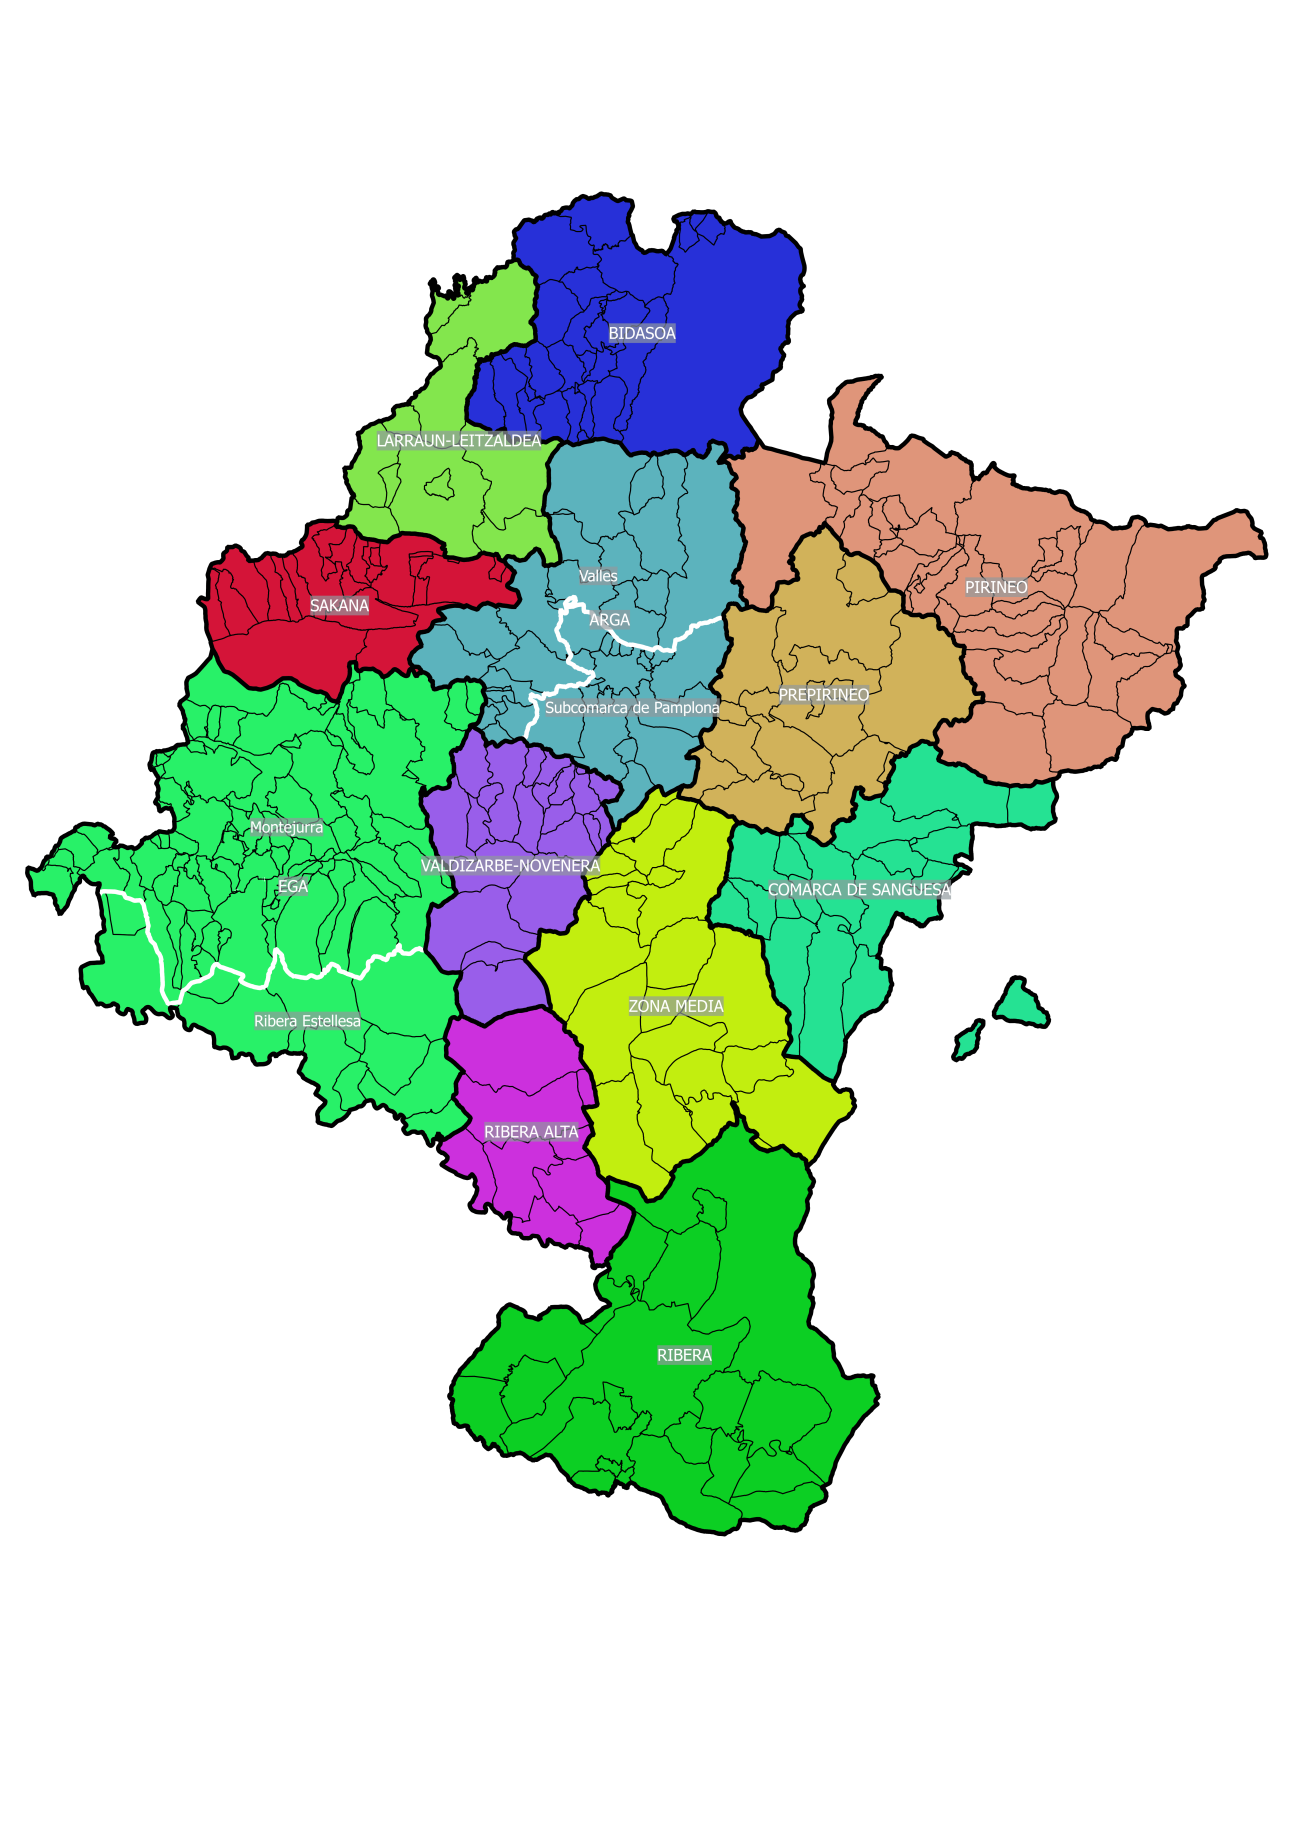 BIDASOA
LARRAUN-LEITZALDEA
Valles
PIRINEO
SAKANA
ARGA
PREPIRINEO
Subcomarca de Pamplona
Montejurra
VALDIZARBE-NOVENERA
EGA
COMARCA DE SANGUESA
ZONA MEDIA
Ribera Estellesa
RIBERA ALTA
RIBERA